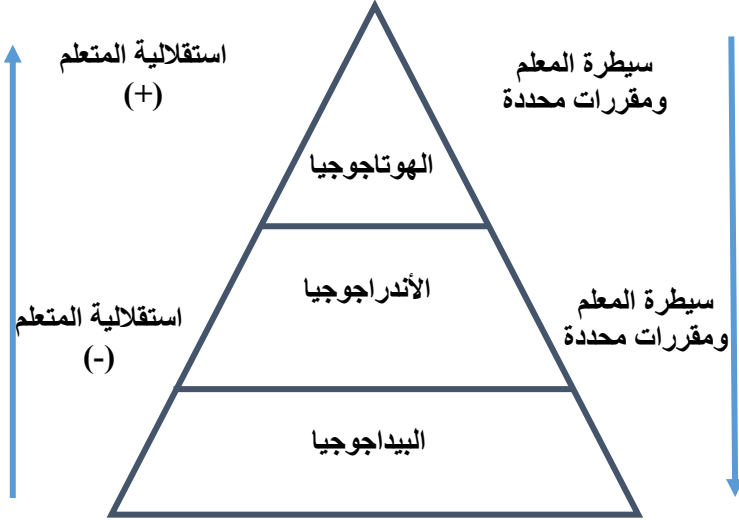 سيطرة المعلم
ومقررات محددة
استقلالية المتعلم
(+)
الهوتاجوجيا
الأندراجوجيا
سيطرة المعلم
ومقررات محددة
استقلالية المتعلم
(-)
البيداجوجيا